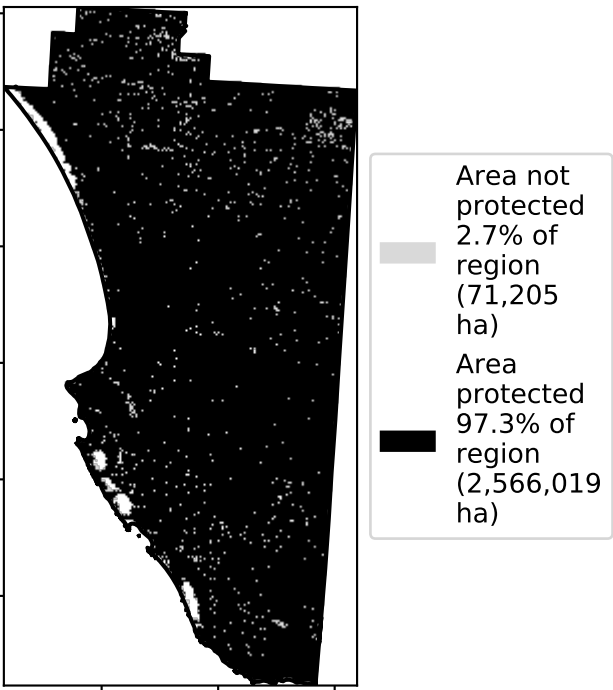 Area not
protected
2.7% of
region
(71,205
ha)
Area
protected
97.3% of
region
(2,566,019
ha)